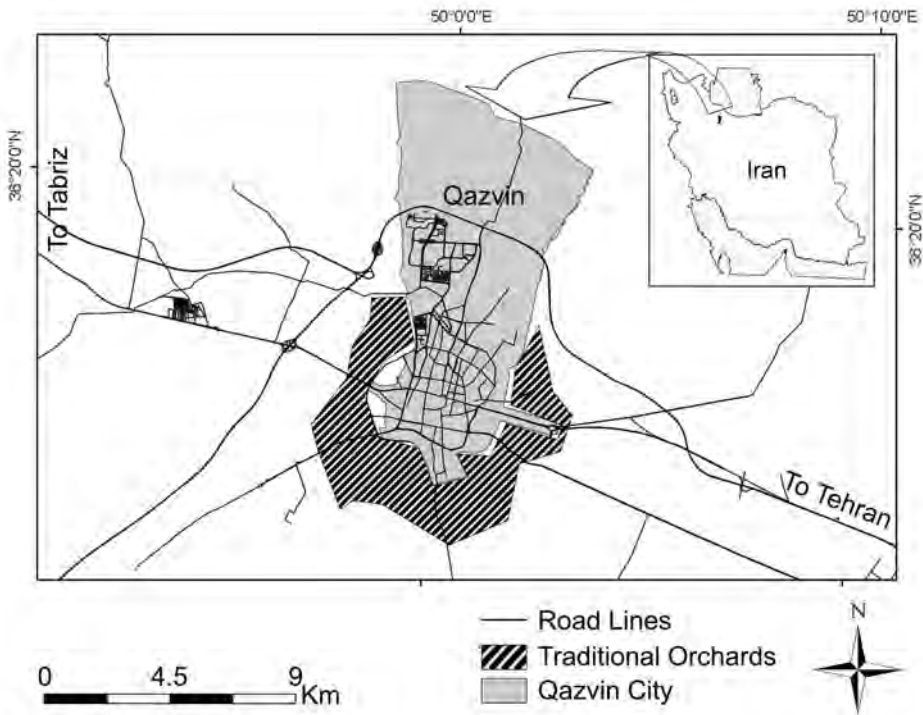 50°0'0"E
50°10'0"E
36°20'0"N
36°20'0"N
To Tabriz
Qazvin
Iran
To Tehran
N
Road Lines
Traditional Orchards
Qazvin City
0 4.5 9
Km